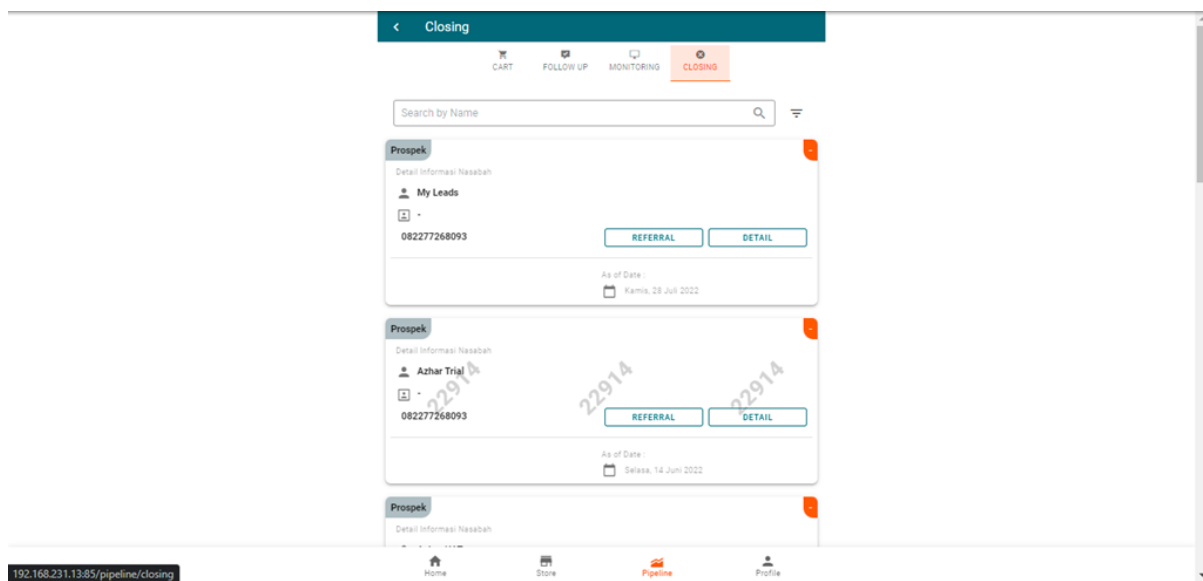 Closing
CART FOLLOW UP MONITORING CLOSING
Search by Name
Prospek -
Detail Informasi Nasabah
My Leads
-
082277268093 REFERRAL DETAIL
As of Date :
Kamis, 28 Juli 2022
Prospek -
Detail Informasi Nasabah
Azhar Trial
-
22914 22914 22914
082277268093 REFERRAL DETAIL
As of Date :
Selasa, 14 Juni 2022
Prospek -
Detail Informasi Nasabah
Home Store Pipeline Profile
192.168.231.13:85/pipeline/closing